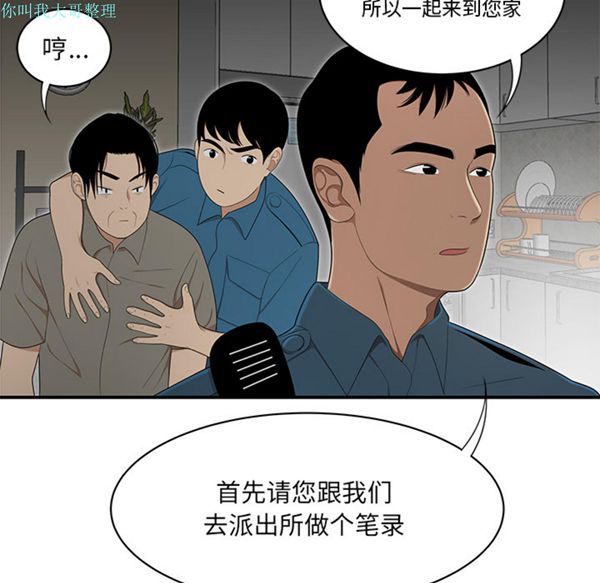 你叫我大哥整理
哼...
所以一起来到您家
首先请您跟我们
去派出所做个笔录